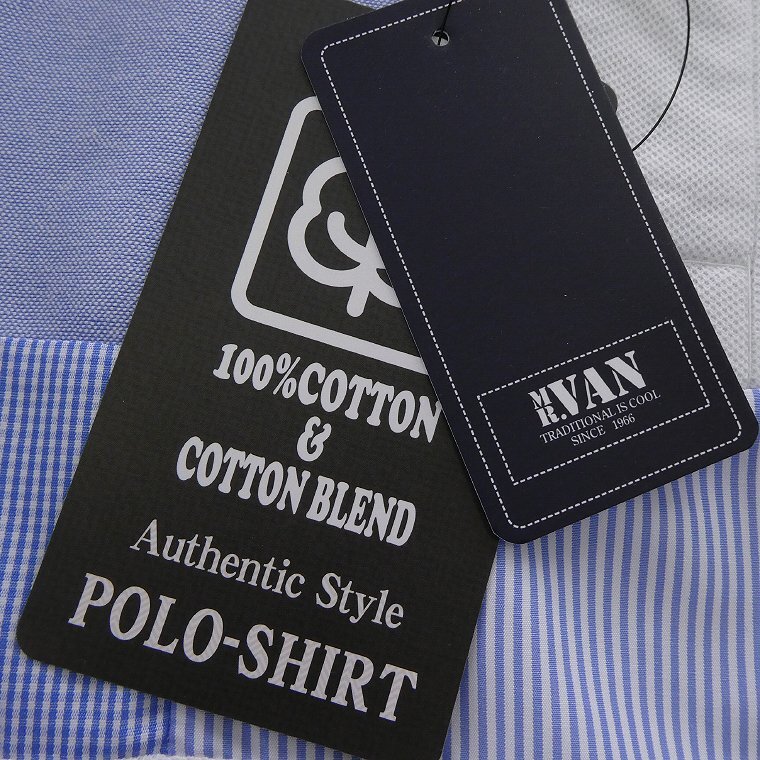 100%COTTON
&
COTTON BLEND
Authentic Style
POLO-SHIRT
MR.VAN
TRADITIONAL IS COOL
SINCE 1966